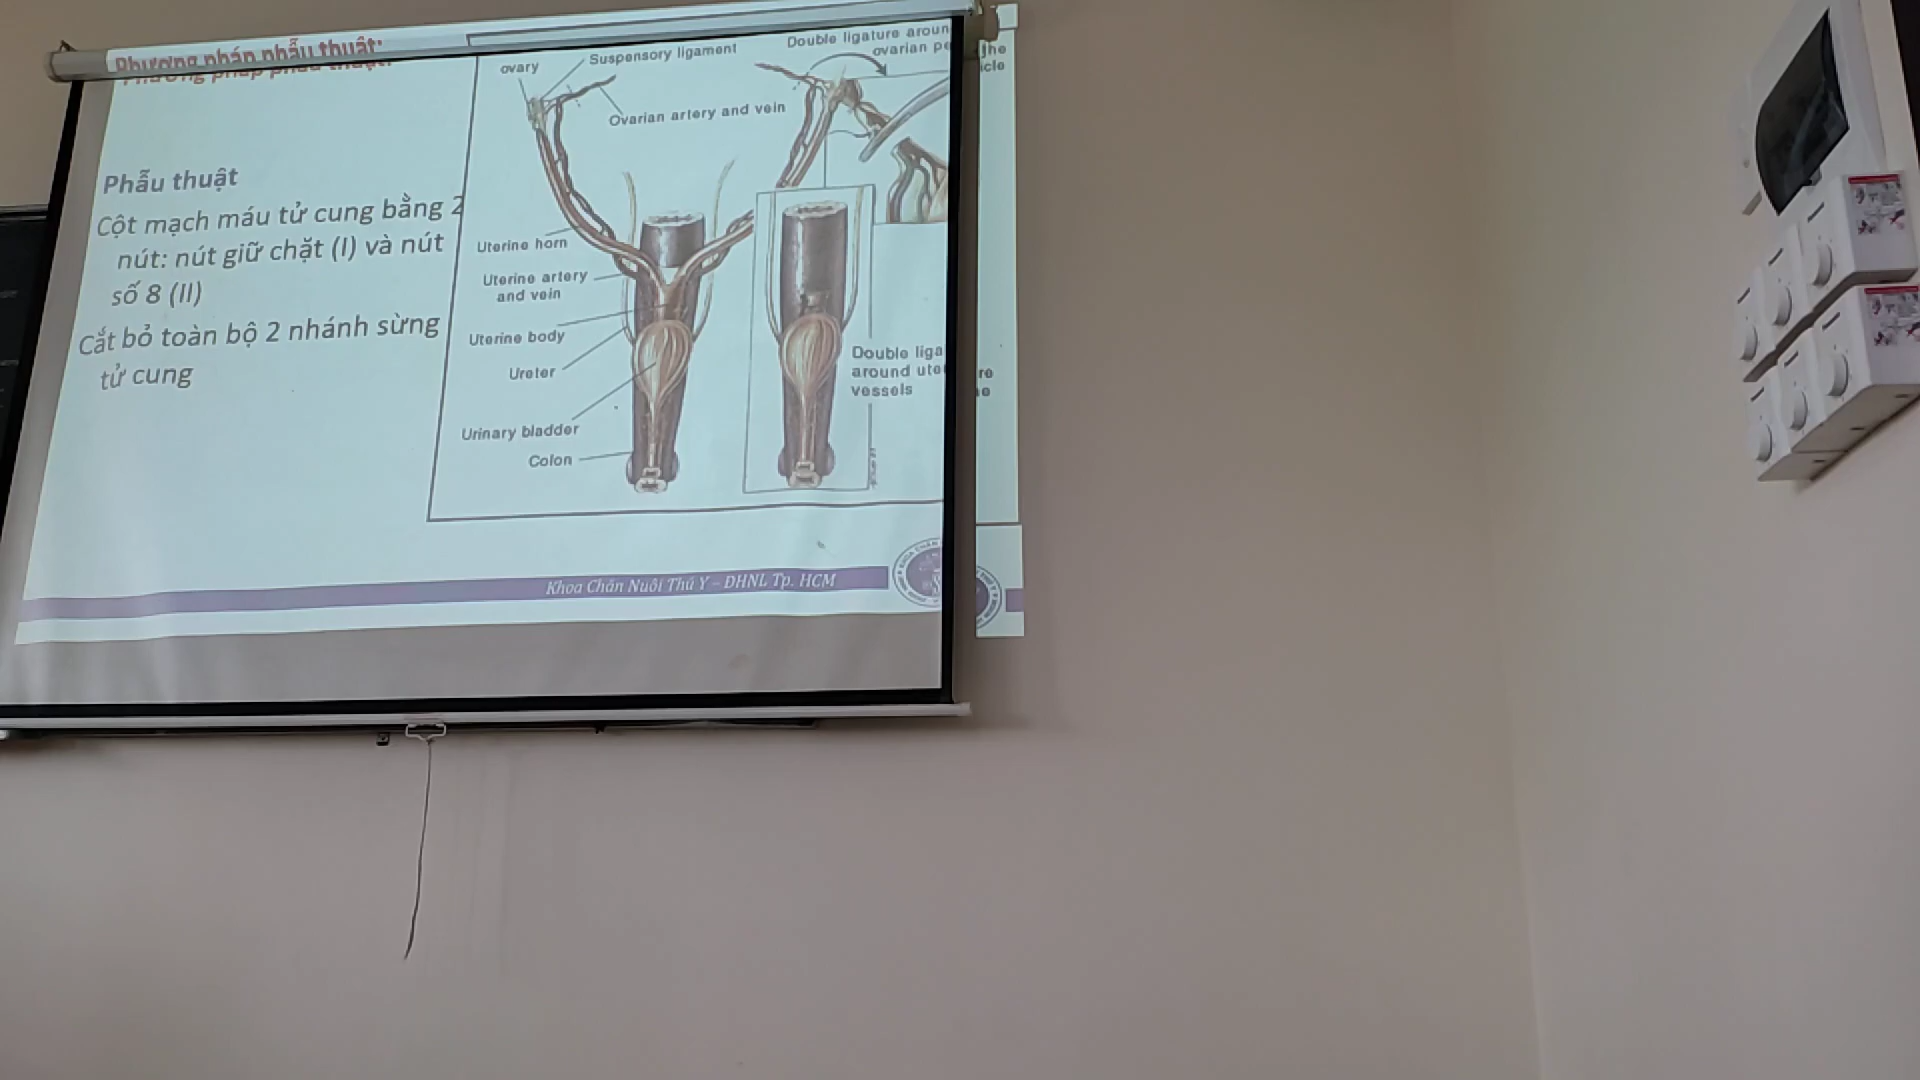 Phương pháp phẫu thuật:
Phẫu thuật
Cột mạch máu tử cung bằng 2
nút: nút giữ chặt (I) và nút
số 8 (II)
Cắt bỏ toàn bộ 2 nhánh sừng
tử cung
ovary
Suspensory ligament
Ovarian artery and vein
Double ligature aroun
ovarian pe
the
icle
Uterine horn
Uterine artery
and vein
Uterine body
Ureter
Urinary bladder
Colon
Double liga
around ute
vessels
re
Khoa Chăn Nuôi Thú Y – ĐHNL Tp. HCM